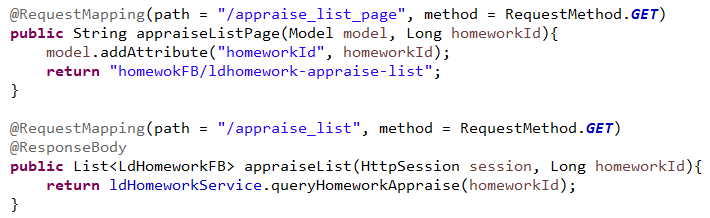 @RequestMapping(path = "/appraise_list_page", method = RequestMethod.GET)
public String appraiseListPage(Model model, Long homeworkId){
    model.addAttribute("homeworkId", homeworkId);
    return "homewokFB/ldhomework-appraise-list";
}

@RequestMapping(path = "/appraise_list", method = RequestMethod.GET)
@ResponseBody
public List<LdHomeworkFB> appraiseList(HttpSession session, Long homeworkId){
    return ldHomeworkService.queryHomeworkAppraise(homeworkId);
}